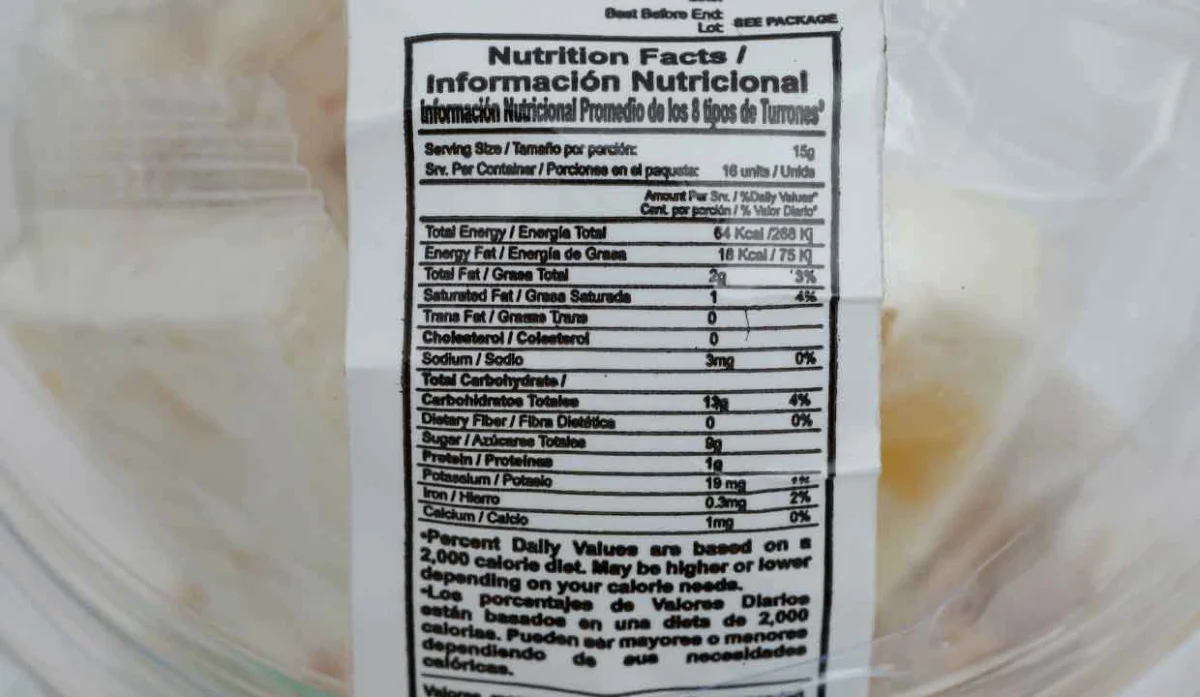 Best Before End:
Lot: SEE PACKAGE
Nutrition Facts /
Información Nutricional
Información Nutricional Promedio de los 8 tipos de Turrones*
Serving Size / Tamaño por porción: 15g
Srv. Per Container / Porciones en el paquete: 16 units / Unids
Amount Per Srv. / %Daily Values*
Cant. por porción / % Valor Diario*
Total Energy / Energía Total 64 Kcal /268 Kj
Energy Fat / Energía de Grasa 18 Kcal / 75 Kj
Total Fat / Grasa Total 2g 3%
Saturated Fat / Grasa Saturada 1 4%
Trans Fat / Grasas Trans 0
Cholesterol / Colesterol 0
Sodium / Sodio 3mg 0%
Total Carbohydrate /
Carbohidratos Totales 13g 4%
Dietary Fiber / Fibra Dietética 0 0%
Sugar / Azúcares Totales 9g
Protein / Proteínas 1g
Potassium / Potasio 19 mg 1%
Iron / Hierro 0.3mg 2%
Calcium / Calcio 1mg 0%
*Percent Daily Values are based on a
2,000 calorie diet. May be higher or lower
depending on your calorie needs.
*Los porcentajes de Valores Diarios
están basados en una dieta de 2,000
calorías. Pueden ser mayores o menores
dependiendo de sus necesidades
calóricas.
Valores